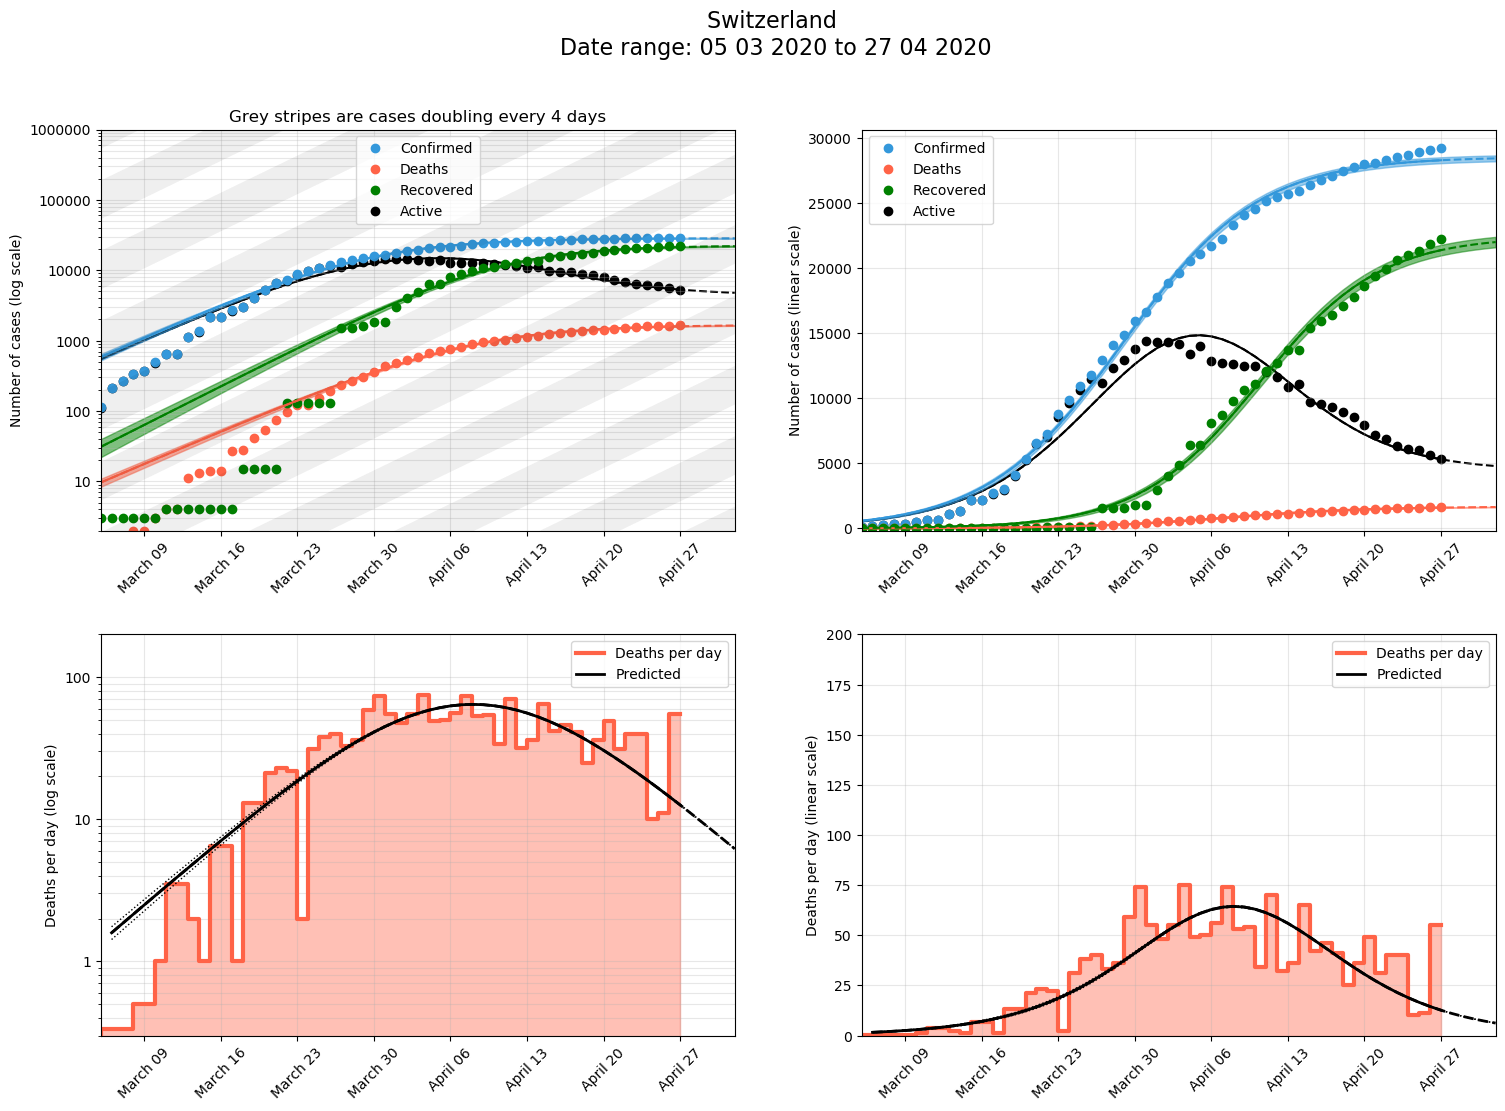 Switzerland
Date range: 05 03 2020 to 27 04 2020
Grey stripes are cases doubling every 4 days
Number of cases (log scale)
1000000
100000
10000
1000
100
10
Confirmed
Deaths
Recovered
Active
March 09
March 16
March 23
March 30
April 06
April 13
April 20
April 27
Number of cases (linear scale)
30000
25000
20000
15000
10000
5000
0
Confirmed
Deaths
Recovered
Active
March 09
March 16
March 23
March 30
April 06
April 13
April 20
April 27
Deaths per day (log scale)
100
10
1
Deaths per day
Predicted
March 09
March 16
March 23
March 30
April 06
April 13
April 20
April 27
Deaths per day (linear scale)
200
175
150
125
100
75
50
25
0
Deaths per day
Predicted
March 09
March 16
March 23
March 30
April 06
April 13
April 20
April 27